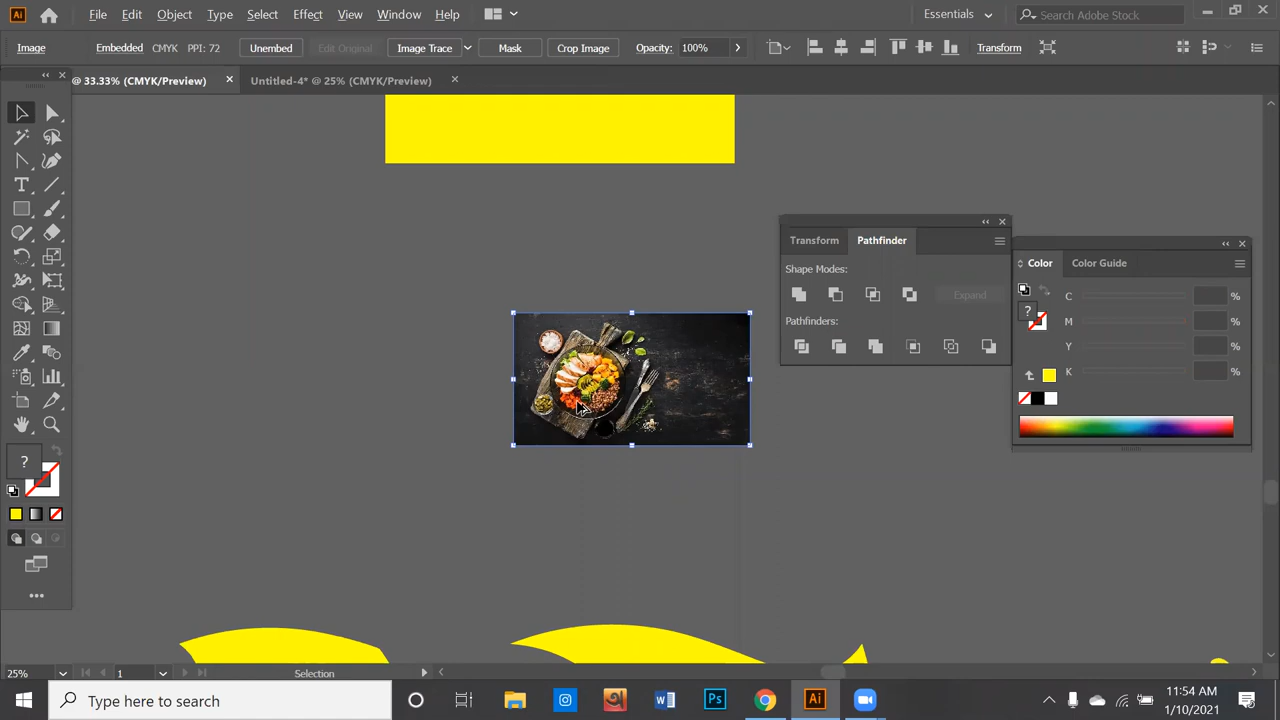 Ai File Edit Object Type Select Effect View Window Help Essentials Search Adobe Stock
Image Embedded CMYK PPI: 72 Unembed Edit Original Image Trace Mask Crop Image Opacity: 100% Transform
@ 33.33% (CMYK/Preview) Untitled-4* @ 25% (CMYK/Preview)
Transform Pathfinder
Shape Modes:
Expand
Pathfinders:
Color Color Guide
C %
M %
Y %
K %
?
?
25% 1 Selection
Type here to search
W Ps Ai
11:54 AM
1/10/2021